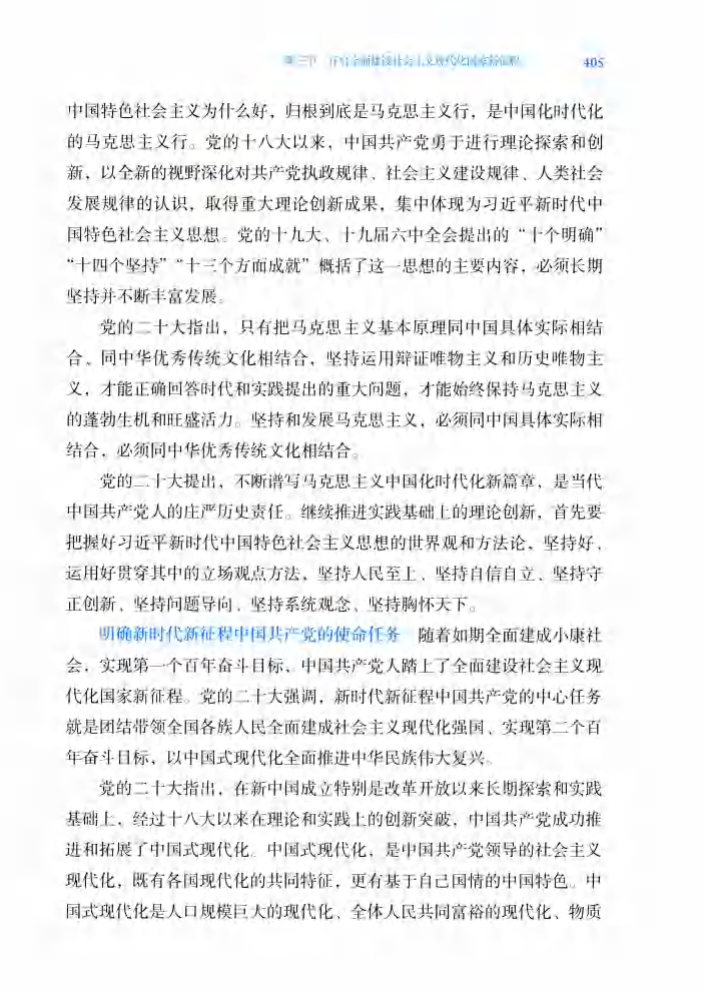 第三节 开启全面建设社会主义现代化国家新征程 405
中国特色社会主义为什么好，归根到底是马克思主义行，是中国化时代化
的马克思主义行。党的十八大以来，中国共产党勇于进行理论探索和创
新，以全新的视野深化对共产党执政规律、社会主义建设规律、人类社会
发展规律的认识，取得重大理论创新成果，集中体现为习近平新时代中
国特色社会主义思想。党的十九大、十九届六中全会提出的“十个明确”
“十四个坚持”“十三个方面成就”概括了这一思想的主要内容，必须长期
坚持并不断丰富发展。
党的二十大指出，只有把马克思主义基本原理同中国具体实际相结
合、同中华优秀传统文化相结合，坚持运用辩证唯物主义和历史唯物主
义，才能正确回答时代和实践提出的重大问题，才能始终保持马克思主义
的蓬勃生机和旺盛活力。坚持和发展马克思主义，必须同中国具体实际相
结合，必须同中华优秀传统文化相结合。
党的二十大提出，不断谱写马克思主义中国化时代化新篇章，是当代
中国共产党人的庄严历史责任。继续推进实践基础上的理论创新，首先要
把握好习近平新时代中国特色社会主义思想的世界观和方法论，坚持好、
运用好贯穿其中的立场观点方法，坚持人民至上、坚持自信自立、坚持守
正创新、坚持问题导向、坚持系统观念、坚持胸怀天下。
明确新时代新征程中国共产党的使命任务 随着如期全面建成小康社
会，实现第一个百年奋斗目标，中国共产党人踏上了全面建设社会主义现
代化国家新征程。党的二十大强调，新时代新征程中国共产党的中心任务
就是团结带领全国各族人民全面建成社会主义现代化强国、实现第二个百
年奋斗目标，以中国式现代化全面推进中华民族伟大复兴。
党的二十大指出，在新中国成立特别是改革开放以来长期探索和实践
基础上，经过十八大以来在理论和实践上的创新突破，中国共产党成功推
进和拓展了中国式现代化。中国式现代化，是中国共产党领导的社会主义
现代化，既有各国现代化的共同特征，更有基于自己国情的中国特色。中
国式现代化是人口规模巨大的现代化、全体人民共同富裕的现代化、物质